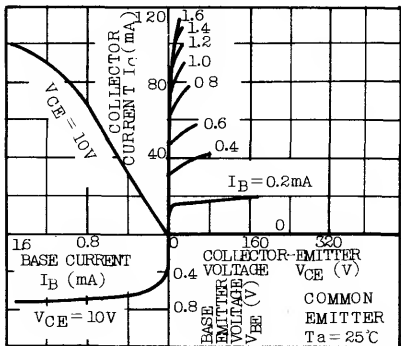 120
1.6
1.4
1.2
1.0
0.8
0.6
0.4
COLLECTOR
CURRENT IC (mA)
80
40
VCE = 10V
IB = 0.2mA
0
1.6
0.8
0
160
320
BASE CURRENT
IB (mA)
COLLECTOR-EMITTER
VOLTAGE
VCE (V)
0.4
0.8
VCE = 10V
BASE
EMITTER
VOLTAGE
VBE (V)
COMMON
EMITTER
Ta = 25℃